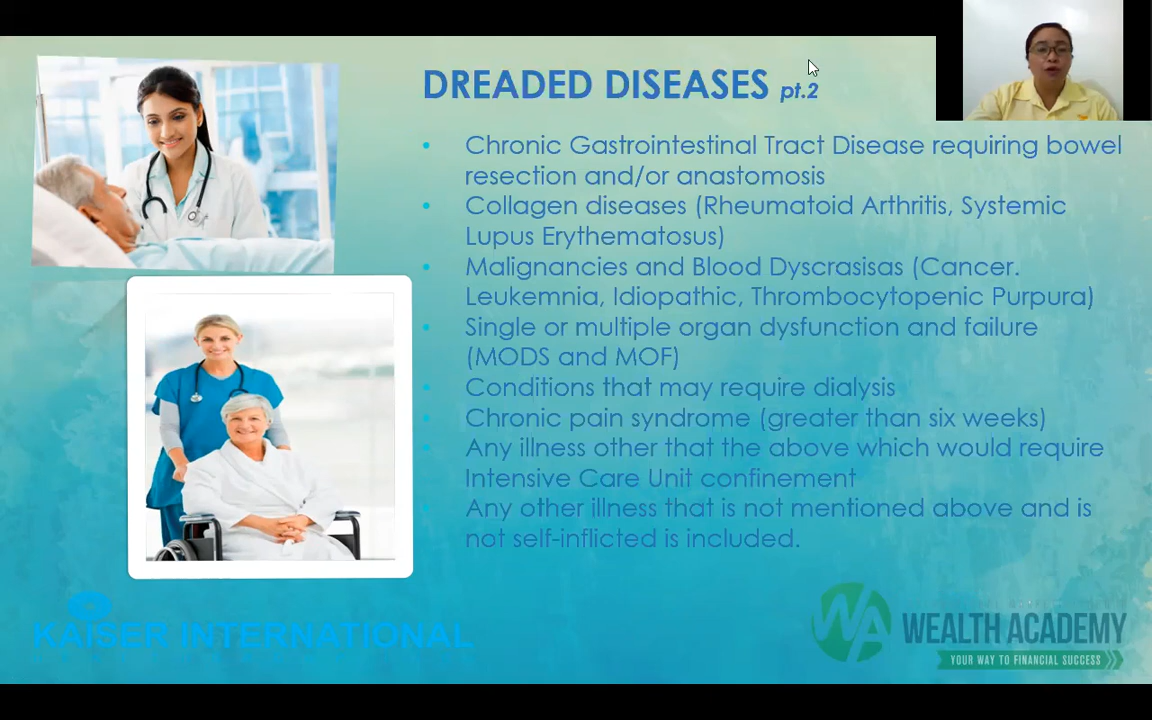 DREADED DISEASES pt.2
• Chronic Gastrointestinal Tract Disease requiring bowel
resection and/or anastomosis
• Collagen diseases (Rheumatoid Arthritis, Systemic
Lupus Erythematosus)
• Malignancies and Blood Dyscrasisas (Cancer.
Leukemnia, Idiopathic, Thrombocytopenic Purpura)
• Single or multiple organ dysfunction and failure
(MODS and MOF)
• Conditions that may require dialysis
• Chronic pain syndrome (greater than six weeks)
• Any illness other that the above which would require
Intensive Care Unit confinement
• Any other illness that is not mentioned above and is
not self-inflicted is included.
KAISER INTERNATIONAL
WA
WEALTH ACADEMY
YOUR WAY TO FINANCIAL SUCCESS